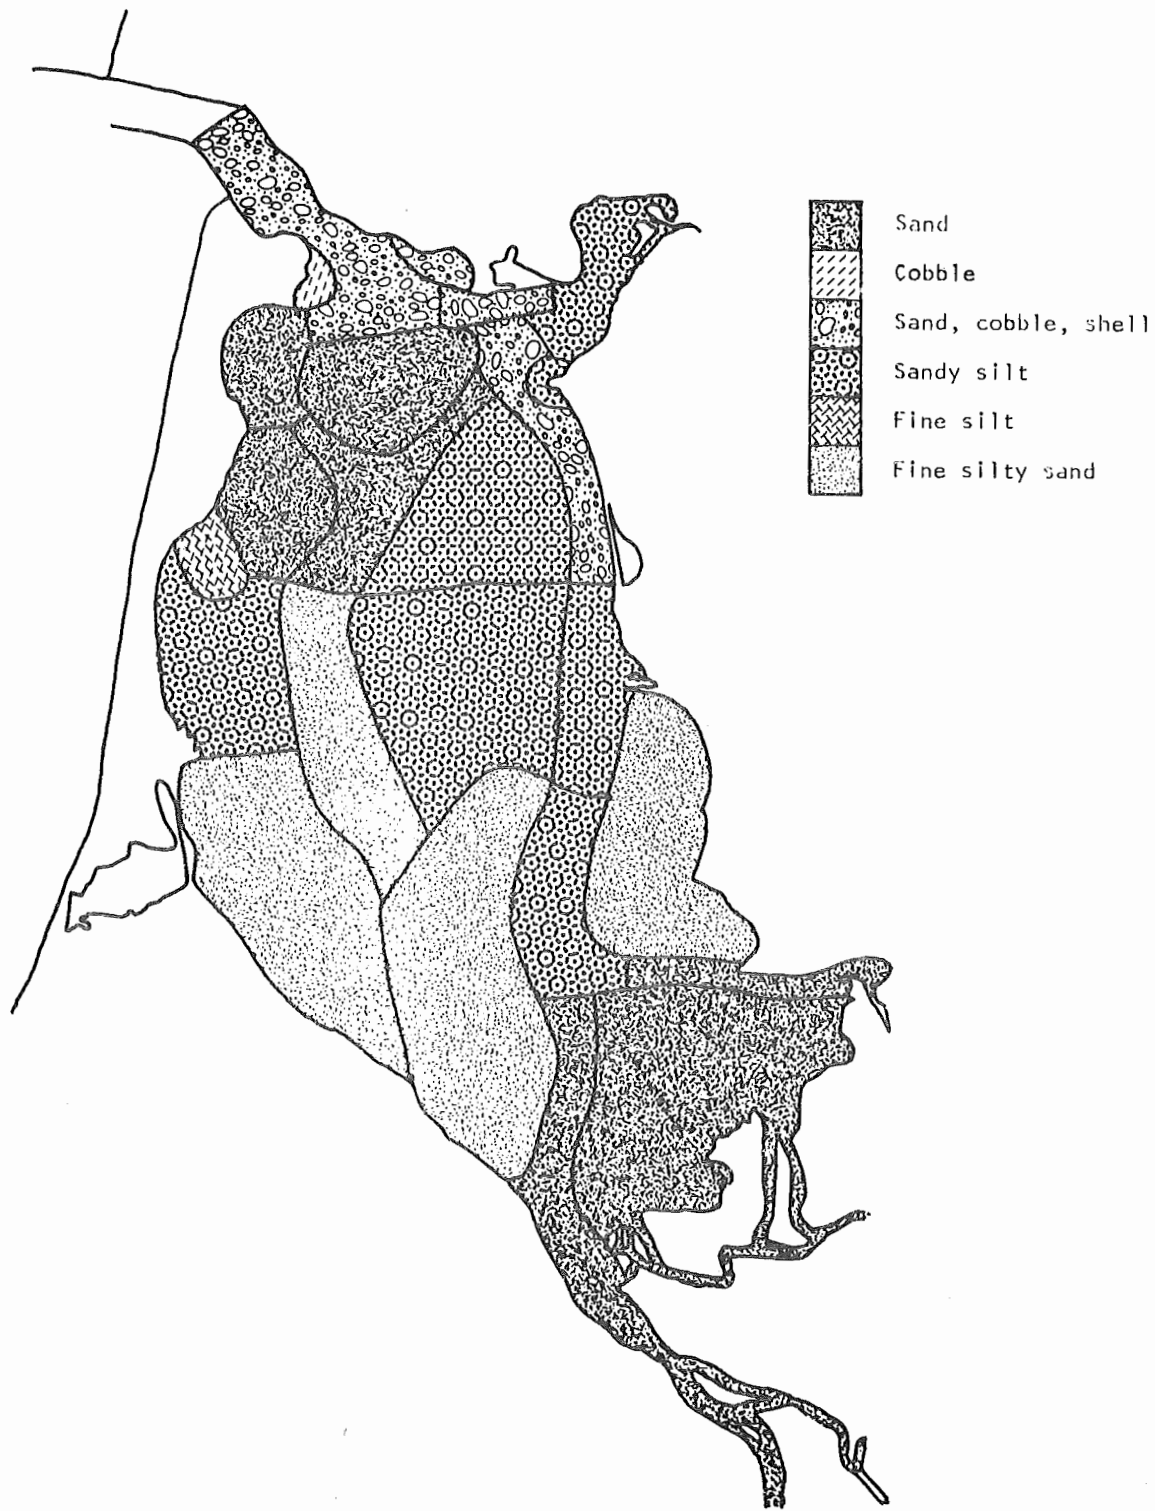 Sand
Cobble
Sand, cobble, shell
Sandy silt
Fine silt
Fine silty sand